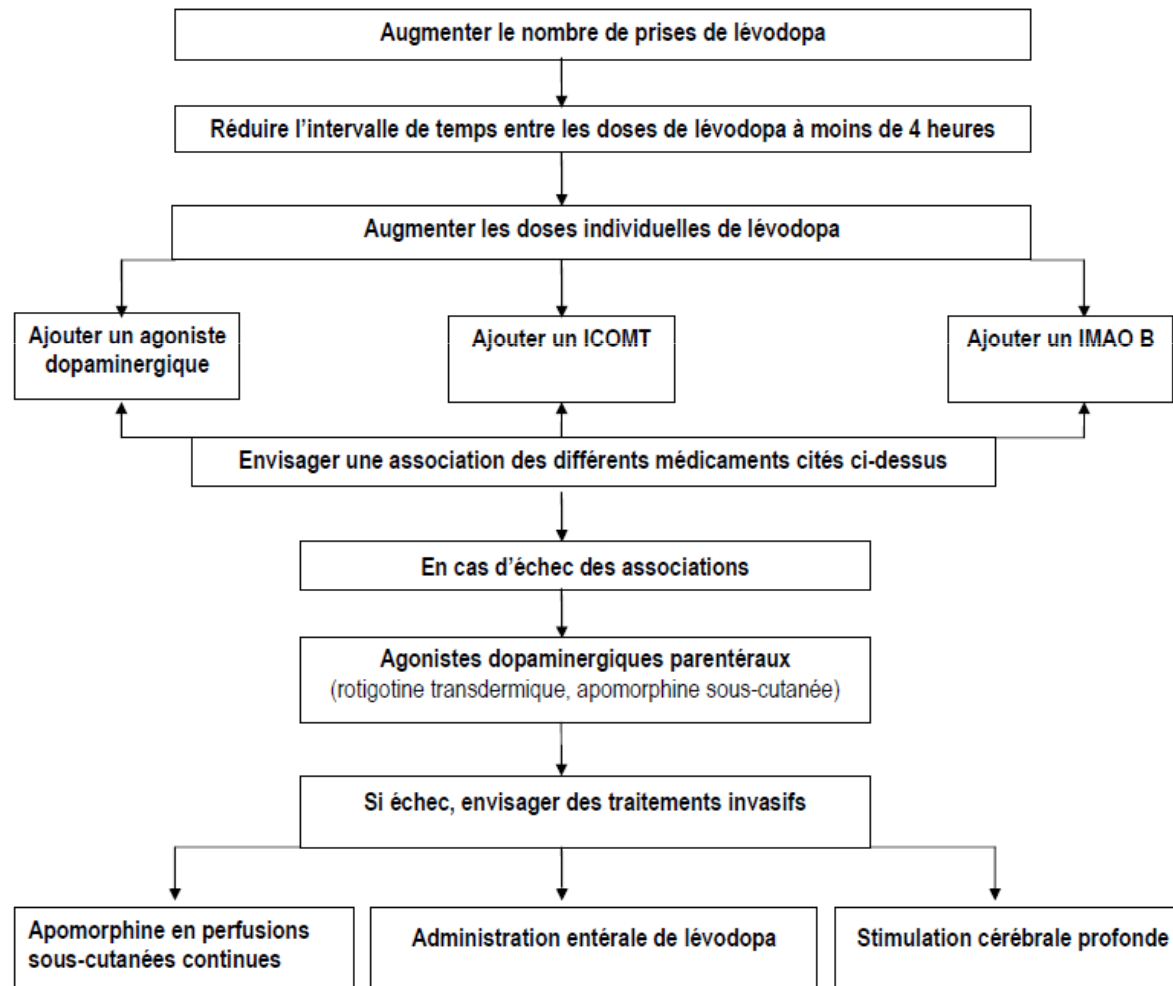 Augmenter le nombre de prises de lévodopa
Réduire l’intervalle de temps entre les doses de lévodopa à moins de 4 heures
Augmenter les doses individuelles de lévodopa
Ajouter un agoniste
dopaminergique
Ajouter un ICOMT
Ajouter un IMAO B
Envisager une association des différents médicaments cités ci-dessus
En cas d’échec des associations
Agonistes dopaminergiques parentéraux
(rotigotine transdermique, apomorphine sous-cutanée)
Si échec, envisager des traitements invasifs
Apomorphine en perfusions
sous-cutanées continues
Administration entérale de lévodopa
Stimulation cérébrale profonde